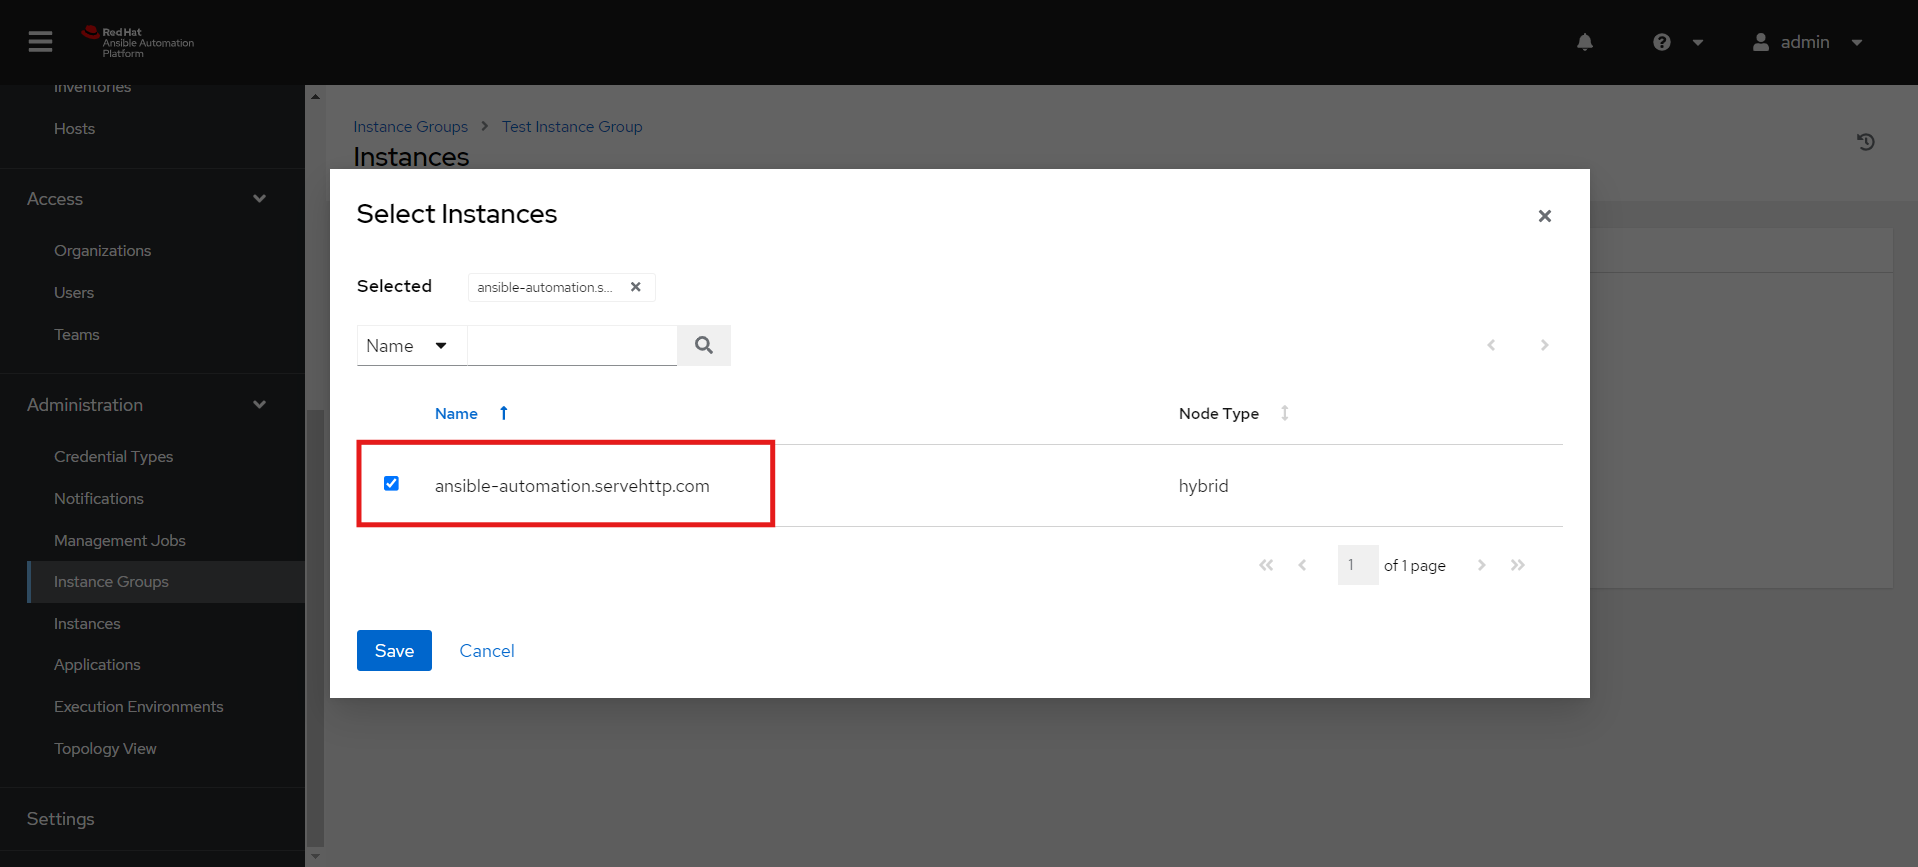 Red Hat
Ansible Automation
Platform
admin
Inventories
Hosts
Access
Organizations
Users
Teams
Administration
Credential Types
Notifications
Management Jobs
Instance Groups
Instances
Applications
Execution Environments
Topology View
Settings
Instance Groups > Test Instance Group
Instances
Select Instances
Selected ansible-automation.s...
Name
Name Node Type
ansible-automation.servehttp.com hybrid
1 of 1 page
Save Cancel